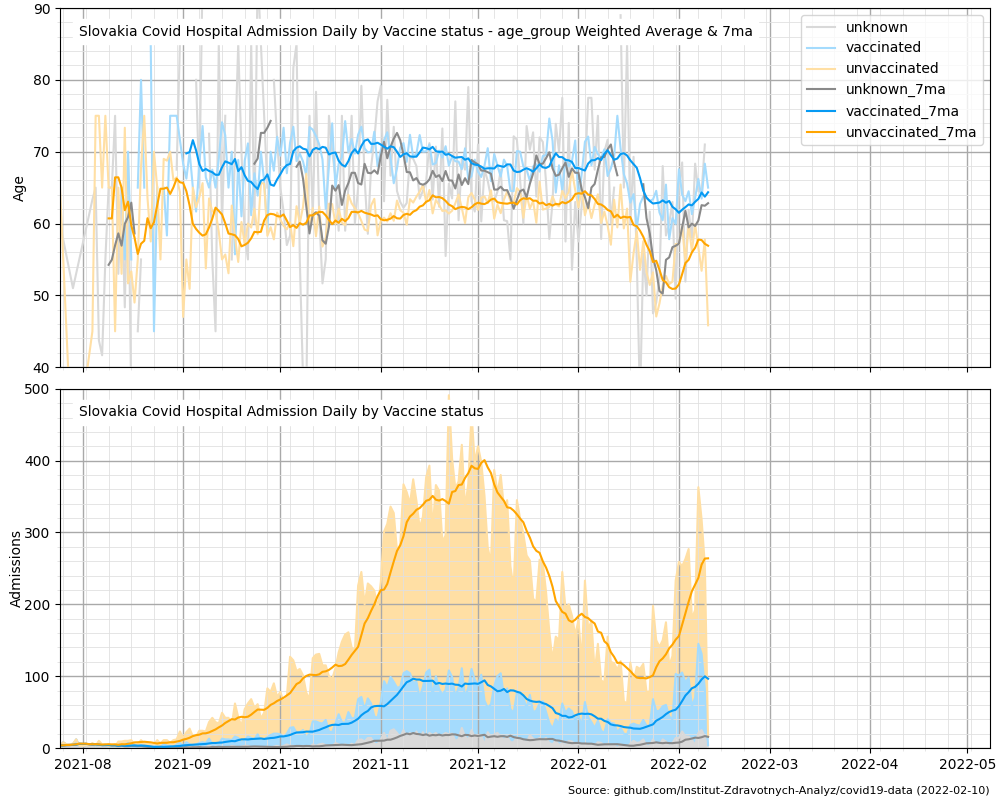 90
Slovakia Covid Hospital Admission Daily by Vaccine status - age_group Weighted Average & 7ma
unknown
vaccinated
unvaccinated
unknown_7ma
vaccinated_7ma
unvaccinated_7ma
80
70
60
50
40
Age
500
Slovakia Covid Hospital Admission Daily by Vaccine status
400
300
200
100
0
Admissions
2021-08 2021-09 2021-10 2021-11 2021-12 2022-01 2022-02 2022-03 2022-04 2022-05
Source: github.com/Institut-Zdravotnych-Analyz/covid19-data (2022-02-10)